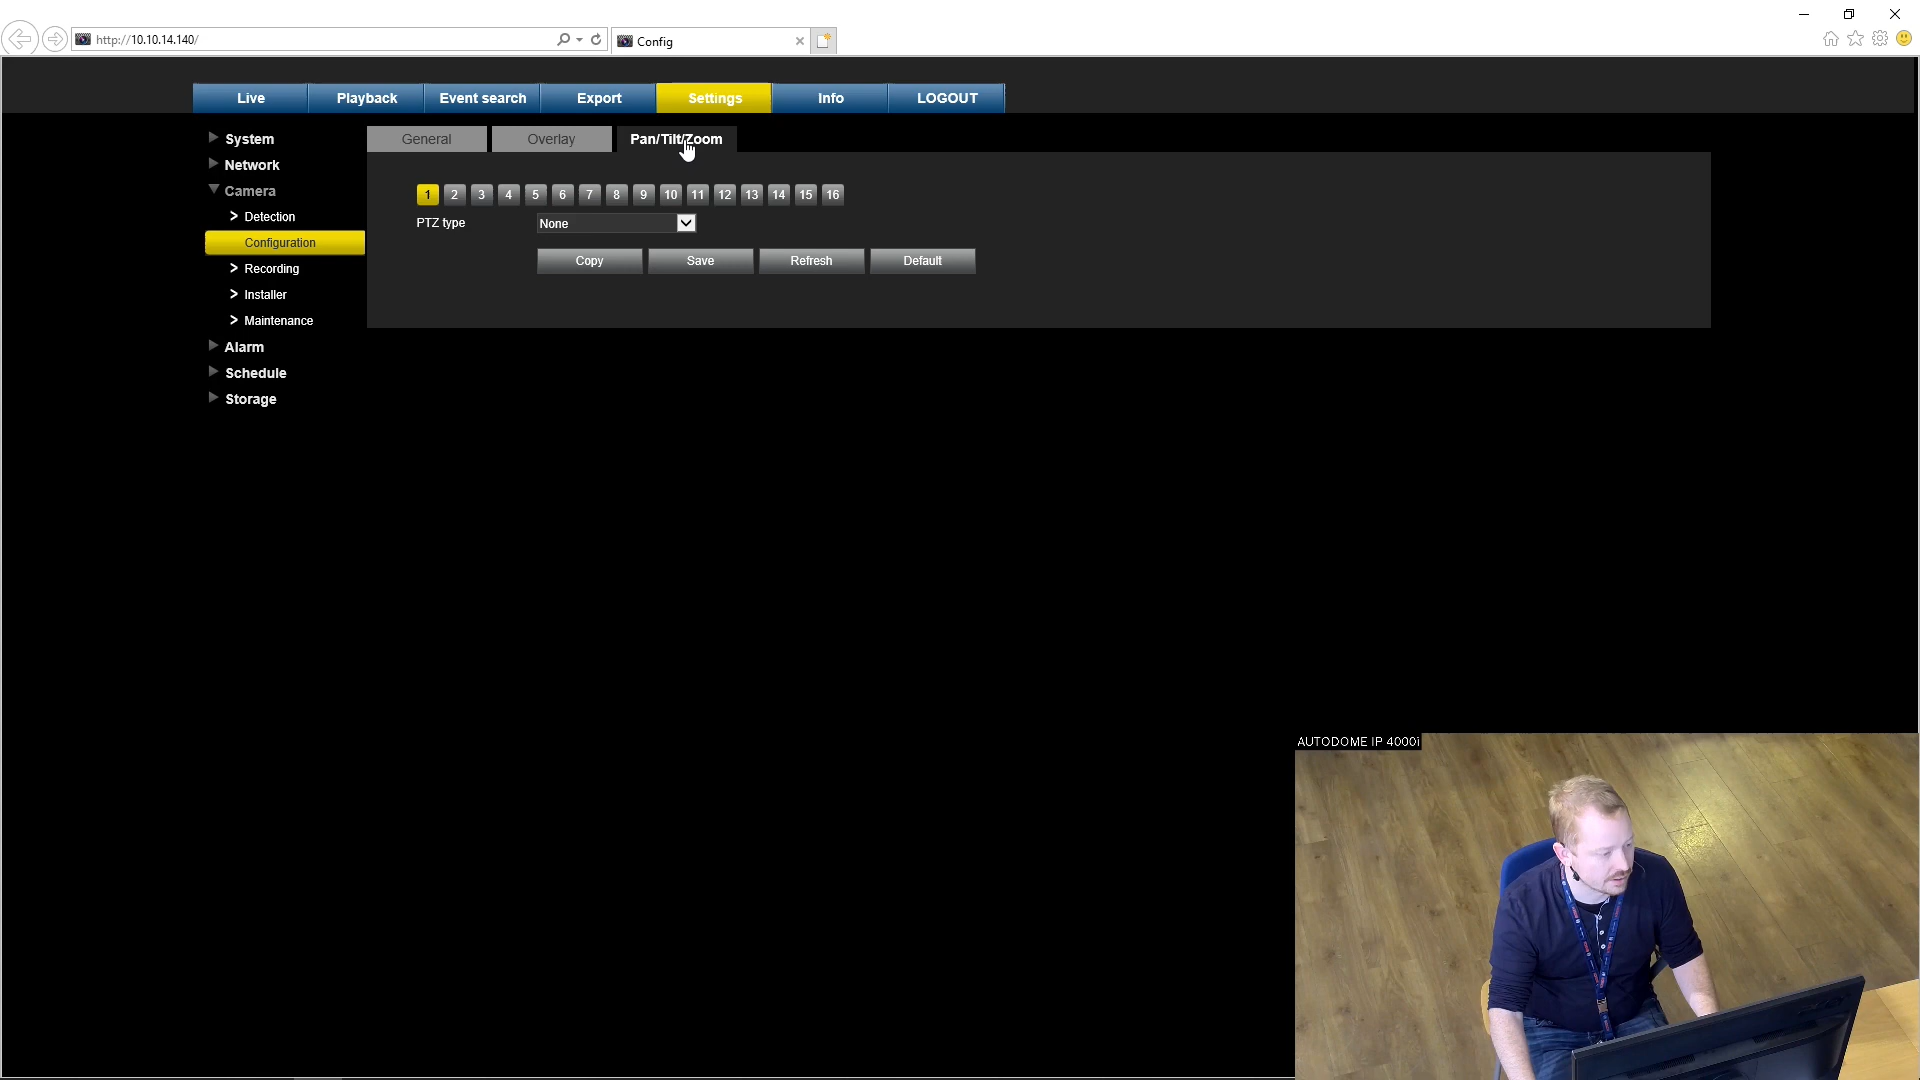 http://10.10.14.140/
Config
Live Playback Event search Export Settings Info LOGOUT
System
Network
Camera
> Detection
Configuration
> Recording
> Installer
> Maintenance
Alarm
Schedule
Storage
General Overlay Pan/Tilt/Zoom
1 2 3 4 5 6 7 8 9 10 11 12 13 14 15 16
PTZ type None
Copy Save Refresh Default
AUTODOME IP 4000i